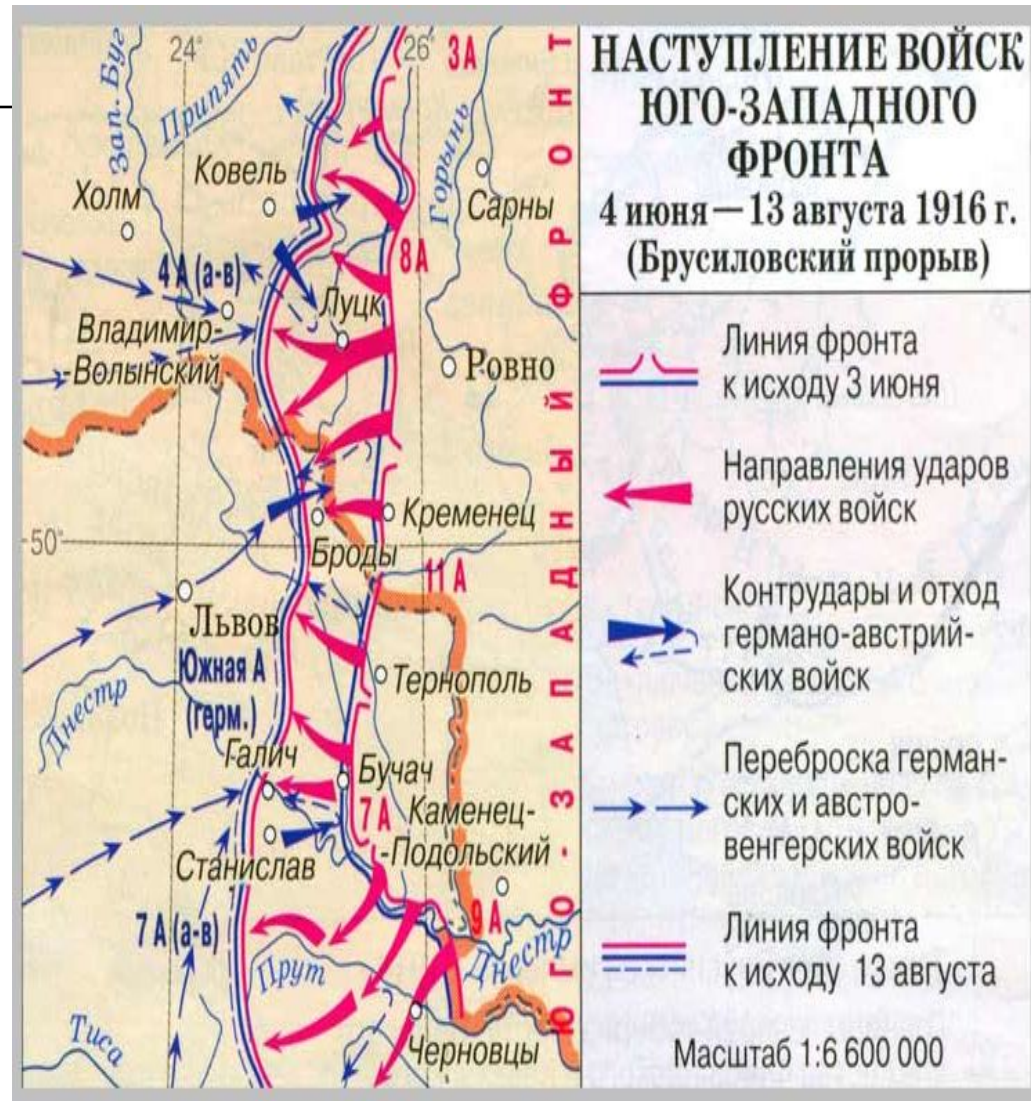 24°
26°
3А
Зап. Буг
Припять
Горынь
Ковель
Холм
Сарны
8А
4 А (а-в)
Луцк
Владимир-
-Волынский
Ровно
Кременец
50°
Броды
11 А
Львов
Южная А
(герм.)
Тернополь
Днестр
Галич
Бучач
7А
Каменец-
-Подольский
Станислав
7 А (а-в)
9 А
Днестр
Прут
Тиса
Черновцы
ЮГО-ЗАПАДНЫЙ ФРОНТ
НАСТУПЛЕНИЕ ВОЙСК
ЮГО-ЗАПАДНОГО
ФРОНТА
4 июня—13 августа 1916 г.
(Брусиловский прорыв)
Линия фронта
к исходу 3 июня
Направления ударов
русских войск
Контрудары и отход
германо-австрий-
ских войск
Переброска герман-
ских и австро-
венгерских войск
Линия фронта
к исходу 13 августа
Масштаб 1:6 600 000